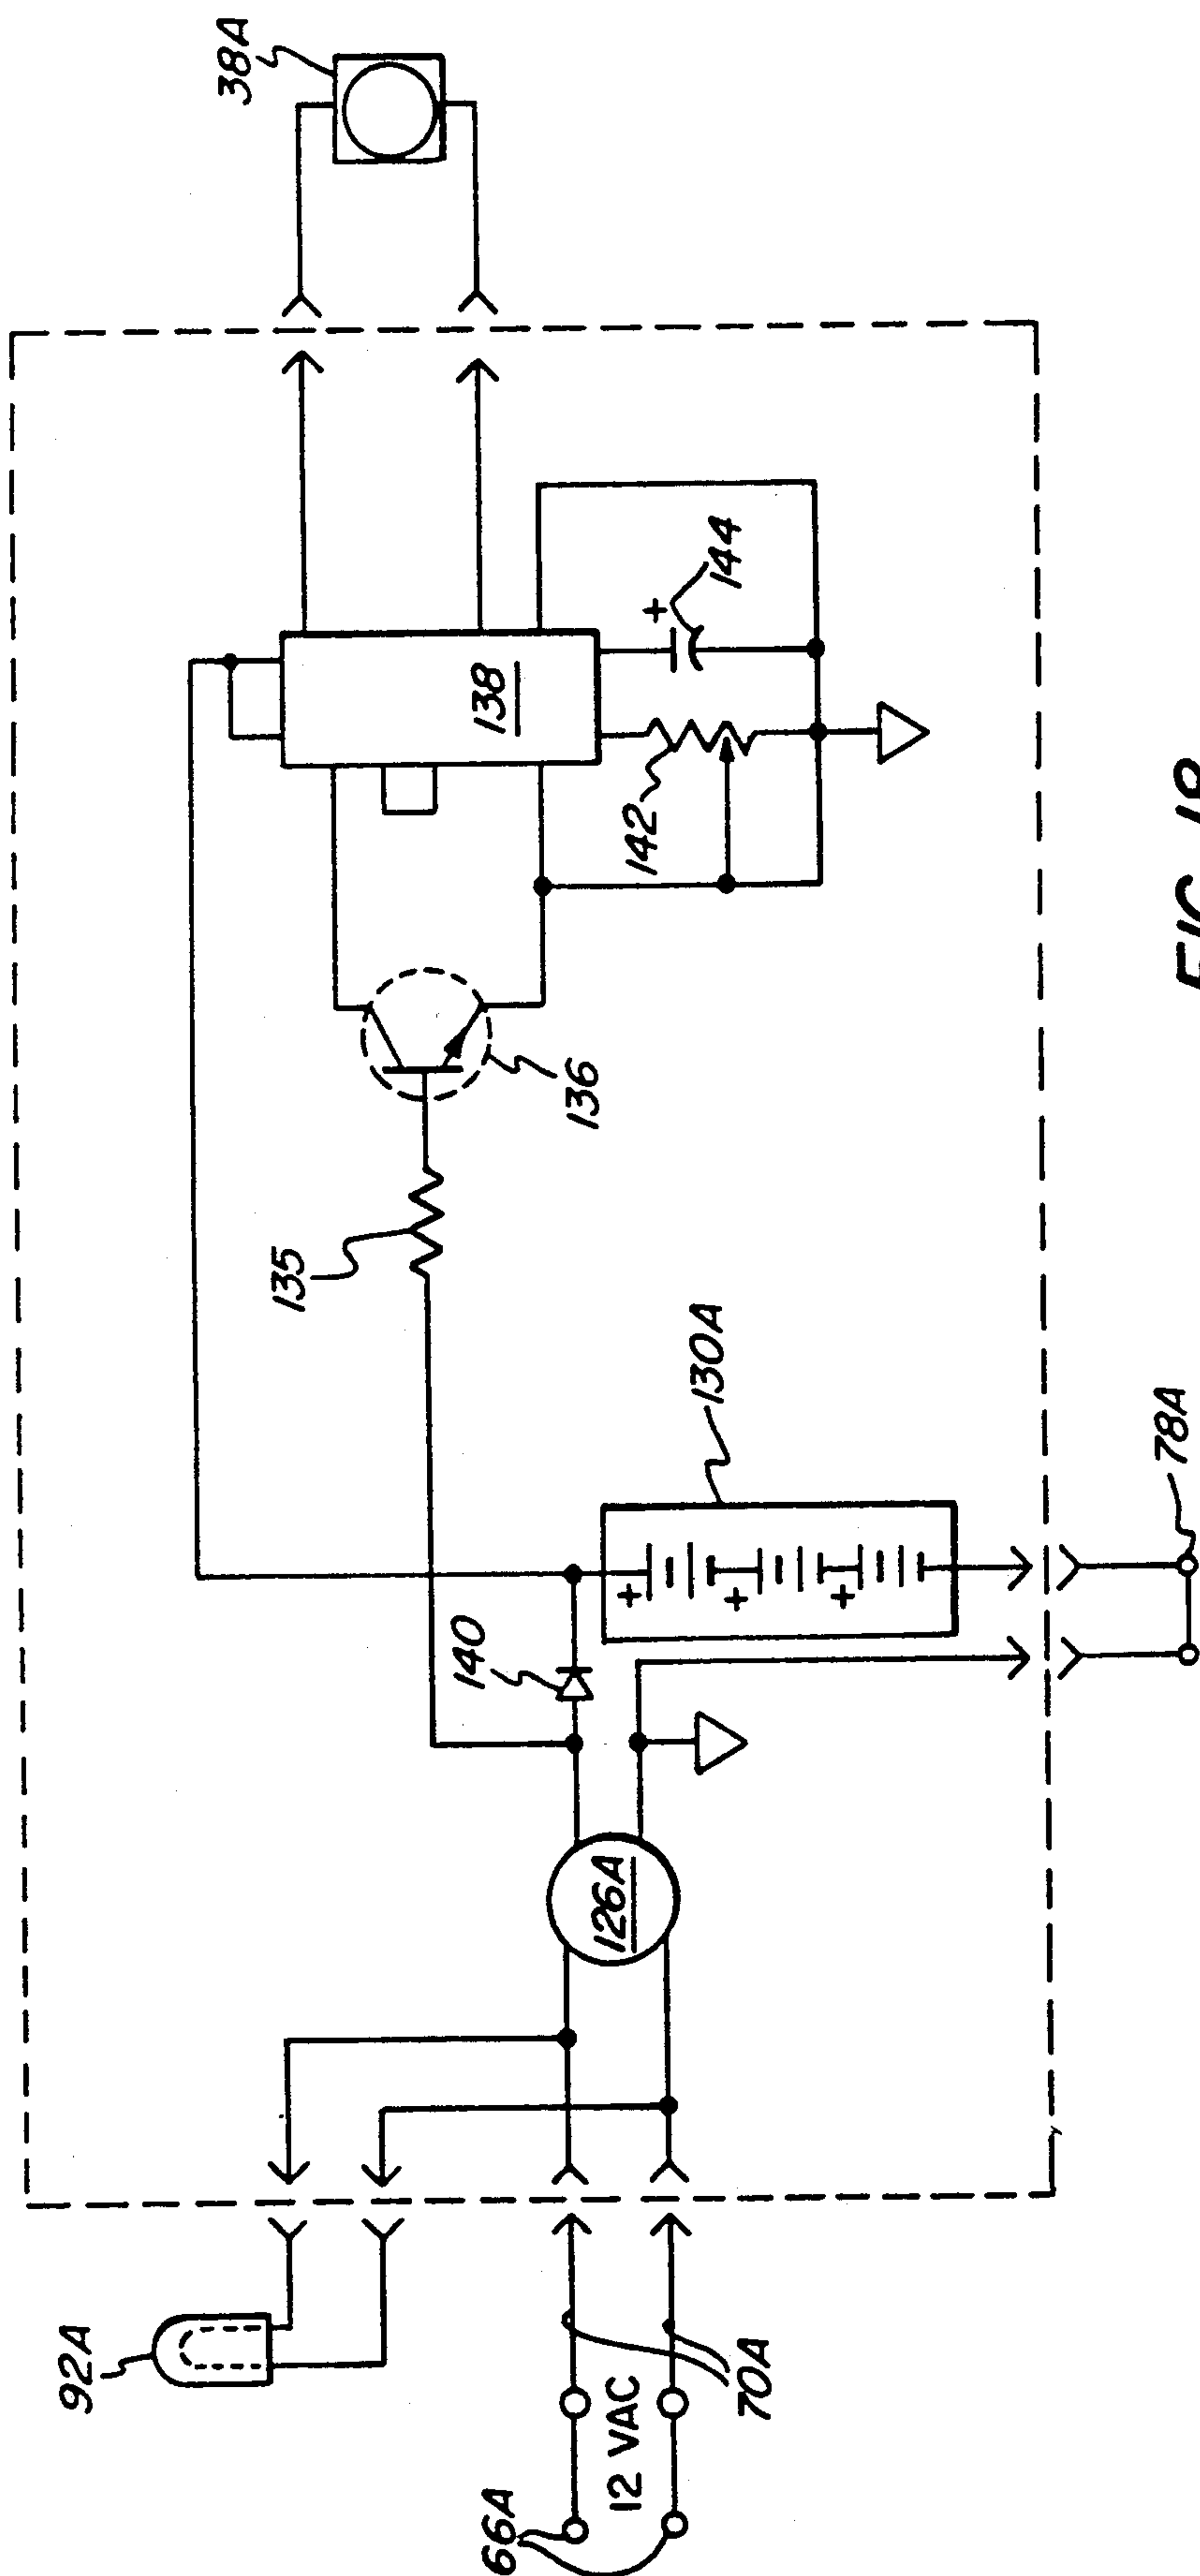 92A
66A
12 VAC
70A
126A
140
130A
78A
135
136
138
142
+
144
38A
+
+
+
FIG. 18